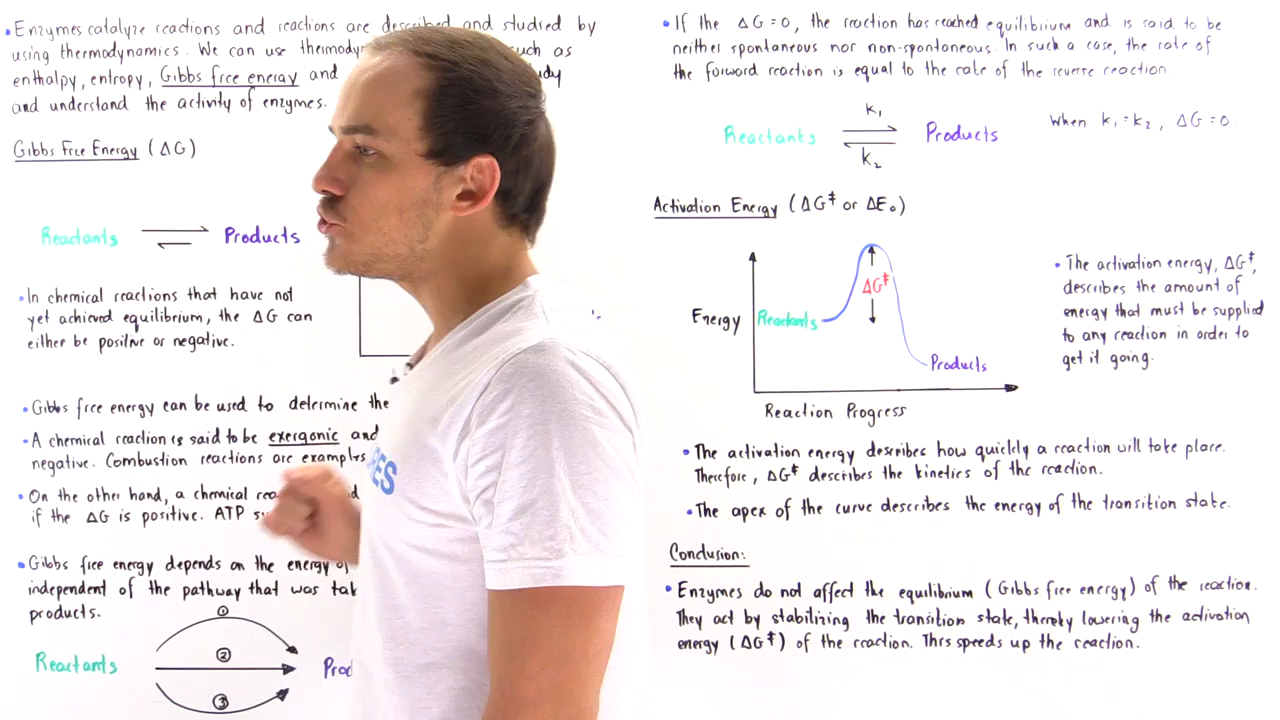 • Enzymes catalyze reactions and reactions are described and studied by
using thermodynamics. We can use such as
enthalpy, entropy, Gibbs free energy and
and understand the activity of enzymes.
Gibbs Free Energy (ΔG)
Reactants Products
• In chemical reactions that have not
yet achieved equilibrium, the ΔG can
either be positive or negative.
• Gibbs free energy can be used to determine the
• A chemical reaction is said to be exergonic and
negative. Combustion reactions are examples
• On the other hand, a chemical
if the ΔG is positive. ATP
• Gibbs free energy depends on the energy of
independent of the pathway that was
products.
①
Reactants ②
③
RES
• If the ΔG=0, the reaction has reached equilibrium and is said to be
neither spontaneous nor non-spontaneous. In such a case, the rate of
the forward reaction is equal to the rate of the reverse reaction
k₁
Reactants Products When k₁=k₂, ΔG=0.
k₂
Activation Energy (ΔG‡ or ΔEₐ)
ΔG‡
Energy Reactants
Products
Reaction Progress
• The activation energy, ΔG‡,
describes the amount of
energy that must be supplied
to any reaction in order to
get it going.
• The activation energy describes how quickly a reaction will take place.
Therefore, ΔG‡ describes the kinetics of the reaction.
• The apex of the curve describes the energy of the transition state.
Conclusion:
• Enzymes do not affect the equilibrium (Gibbs free energy) of the reaction.
They act by stabilizing the transition state, thereby lowering the activation
energy (ΔG‡) of the reaction. This speeds up the reaction.